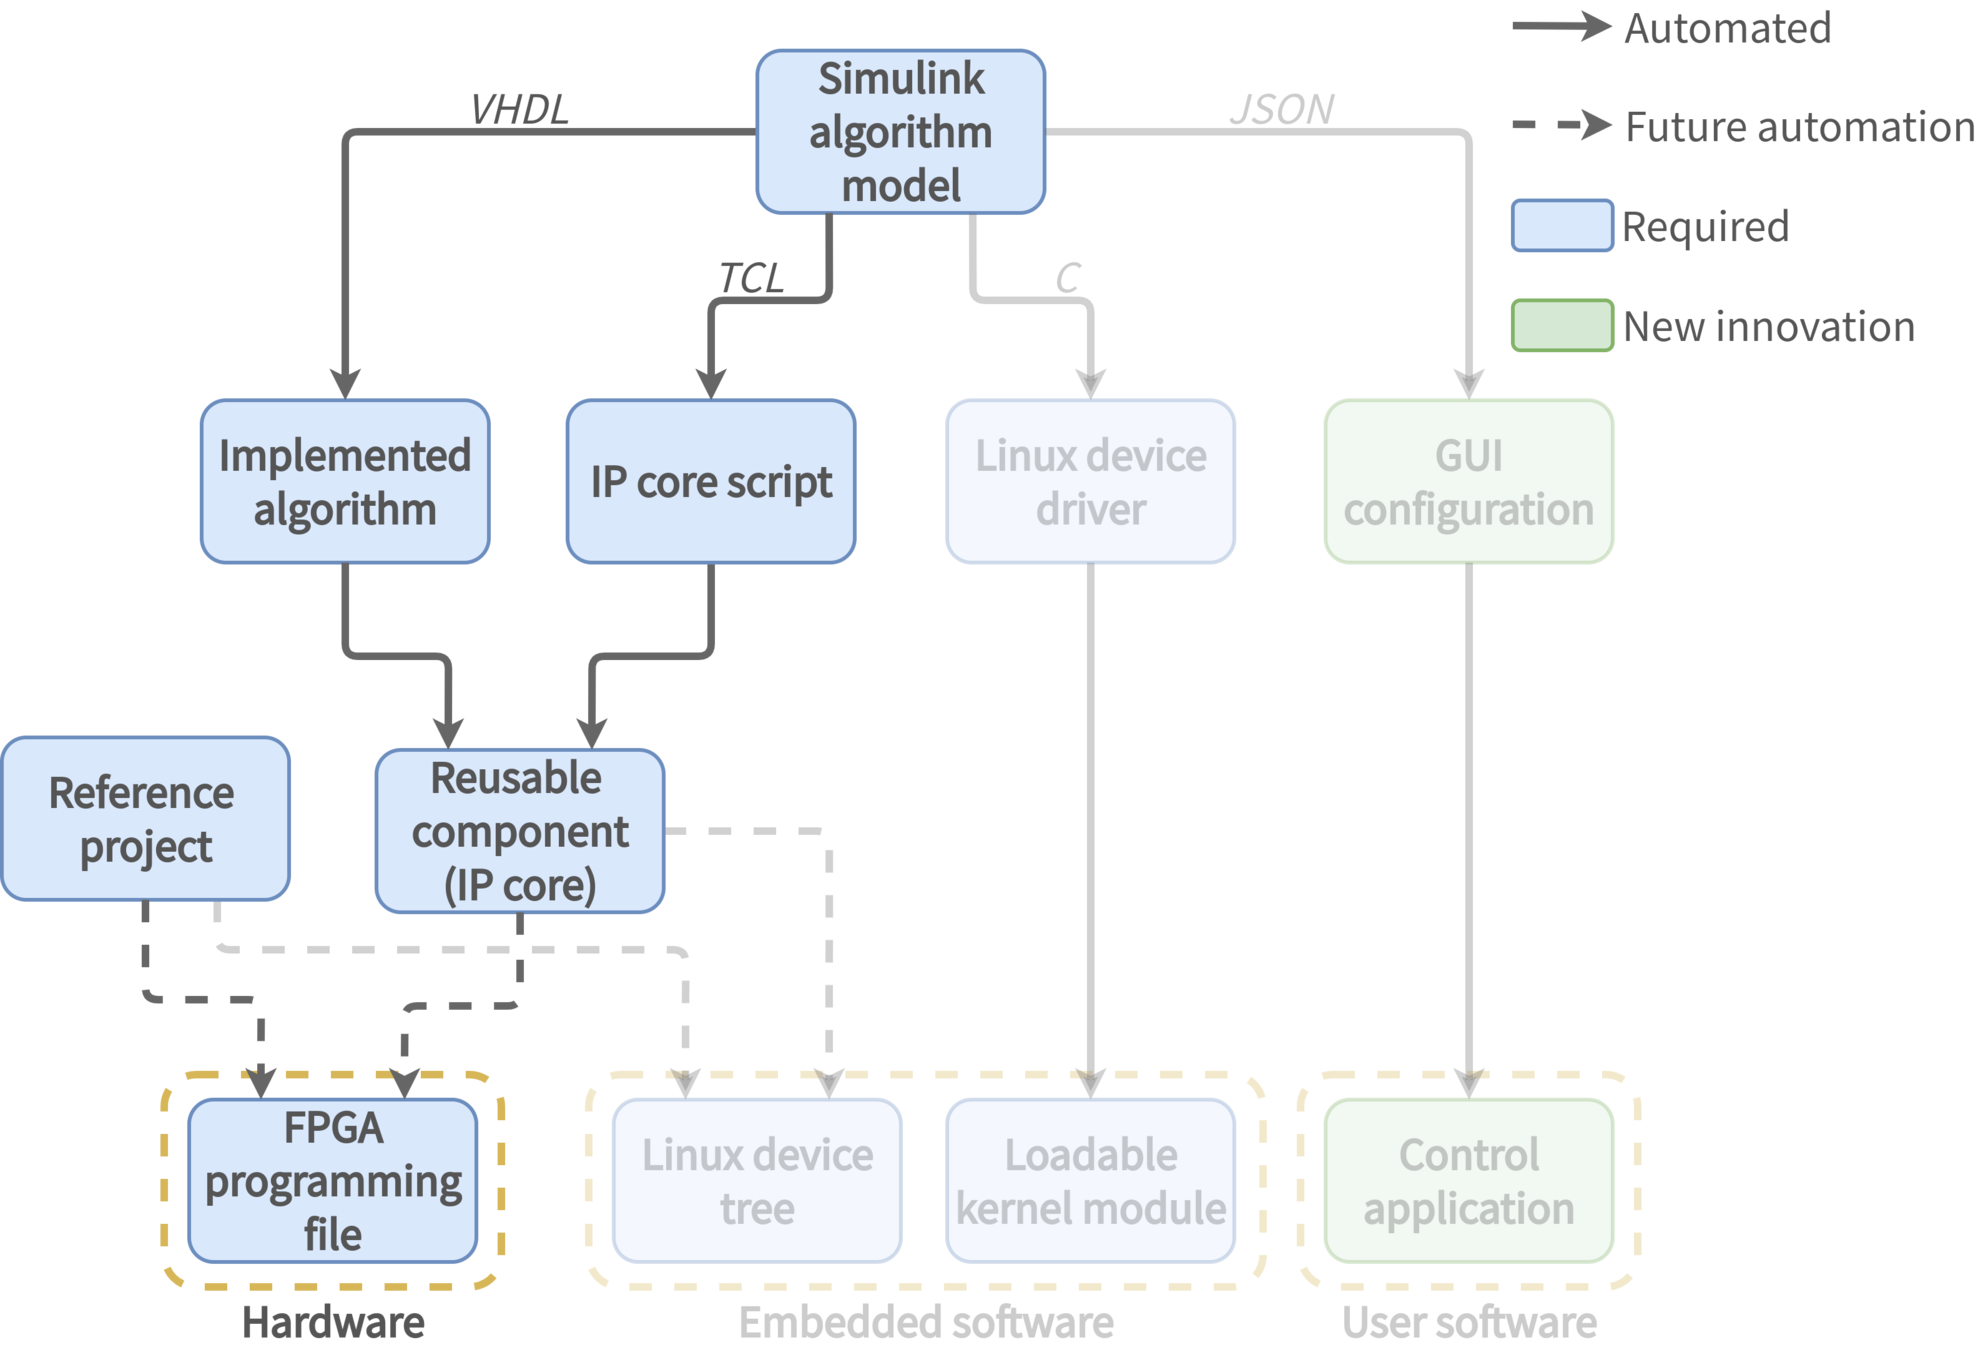 Automated
Future automation
Required
New innovation
Simulink
algorithm
model
VHDL
JSON
TCL
C
Implemented
algorithm
IP core script
Linux device
driver
GUI
configuration
Reference
project
Reusable
component
(IP core)
FPGA
programming
file
Linux device
tree
Loadable
kernel module
Control
application
Hardware
Embedded software
User software